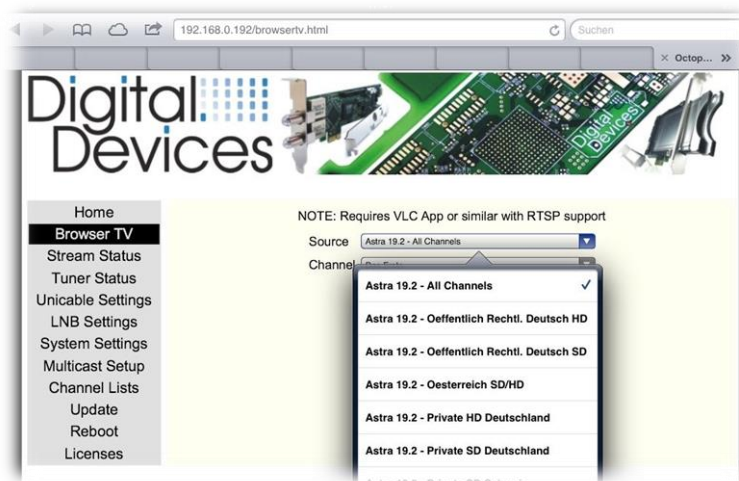 192.168.0.192/browsertv.html
Suchen
Octop...
Digital
Devices
Digital
Devices
Home
Browser TV
Stream Status
Tuner Status
Unicable Settings
LNB Settings
System Settings
Multicast Setup
Channel Lists
Update
Reboot
Licenses
NOTE: Requires VLC App or similar with RTSP support
Source
Astra 19.2 - All Channels
Channel
Astra 19.2 - All Channels
Astra 19.2 - Oeffentlich Rechtl. Deutsch HD
Astra 19.2 - Oeffentlich Rechtl. Deutsch SD
Astra 19.2 - Oesterreich SD/HD
Astra 19.2 - Private HD Deutschland
Astra 19.2 - Private SD Deutschland